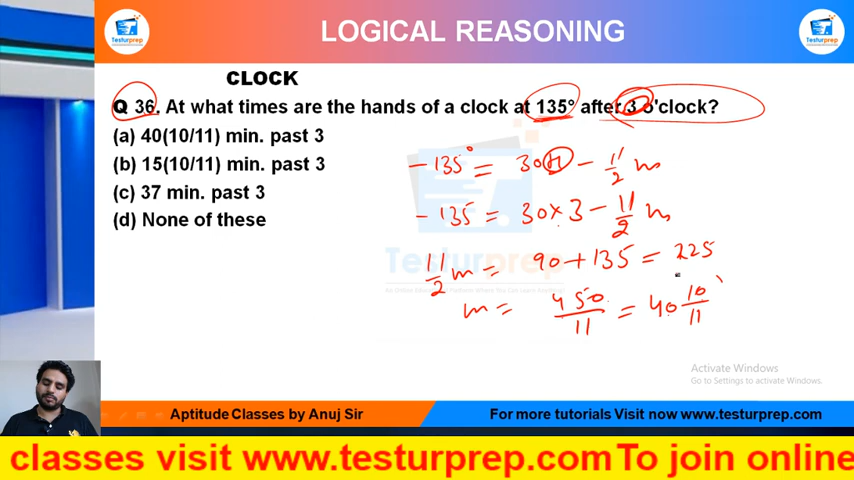 LOGICAL REASONING
Testurprep
Testurprep
CLOCK
Q 36. At what times are the hands of a clock at 135° after 3 o'clock?
(a) 40(10/11) min. past 3
(b) 15(10/11) min. past 3
(c) 37 min. past 3
(d) None of these
-135° = 30H - 11/2 m
-135 = 30×3 - 11/2 m
11/2 m = 90+135 = 225
m = 450/11 = 40 10/11
Testurprep
Activate Windows
Go to Settings to activate Windows.
Aptitude Classes by Anuj Sir
For more tutorials Visit now www.testurprep.com
classes visit www.testurprep.com To join online